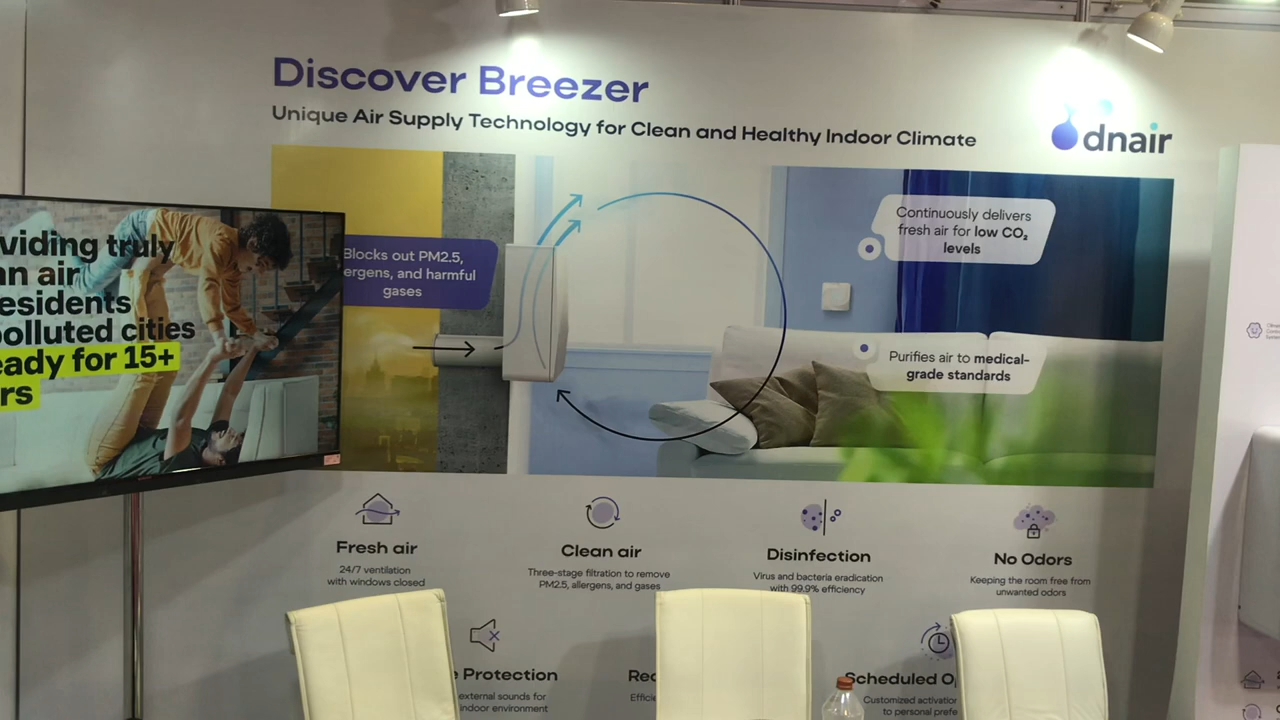 Discover Breezer
Unique Air Supply Technology for Clean and Healthy Indoor Climate
dnair
viding truly
an air
esidents
polluted cities
eady for 15+
rs
Blocks out PM2.5,
ergens, and harmful
gases
Continuously delivers
fresh air for low CO₂
levels
Purifies air to medical-
grade standards
Fresh air
24/7 ventilation
with windows closed
Clean air
Three-stage filtration to remove
PM2.5, allergens, and gases
Disinfection
Virus and bacteria eradication
with 99.9% efficiency
No Odors
Keeping the room free from
unwanted odors
e Protection
external sounds for
indoor environment
Rec
Efficie
Scheduled Op
Customized activation
to personal prefe